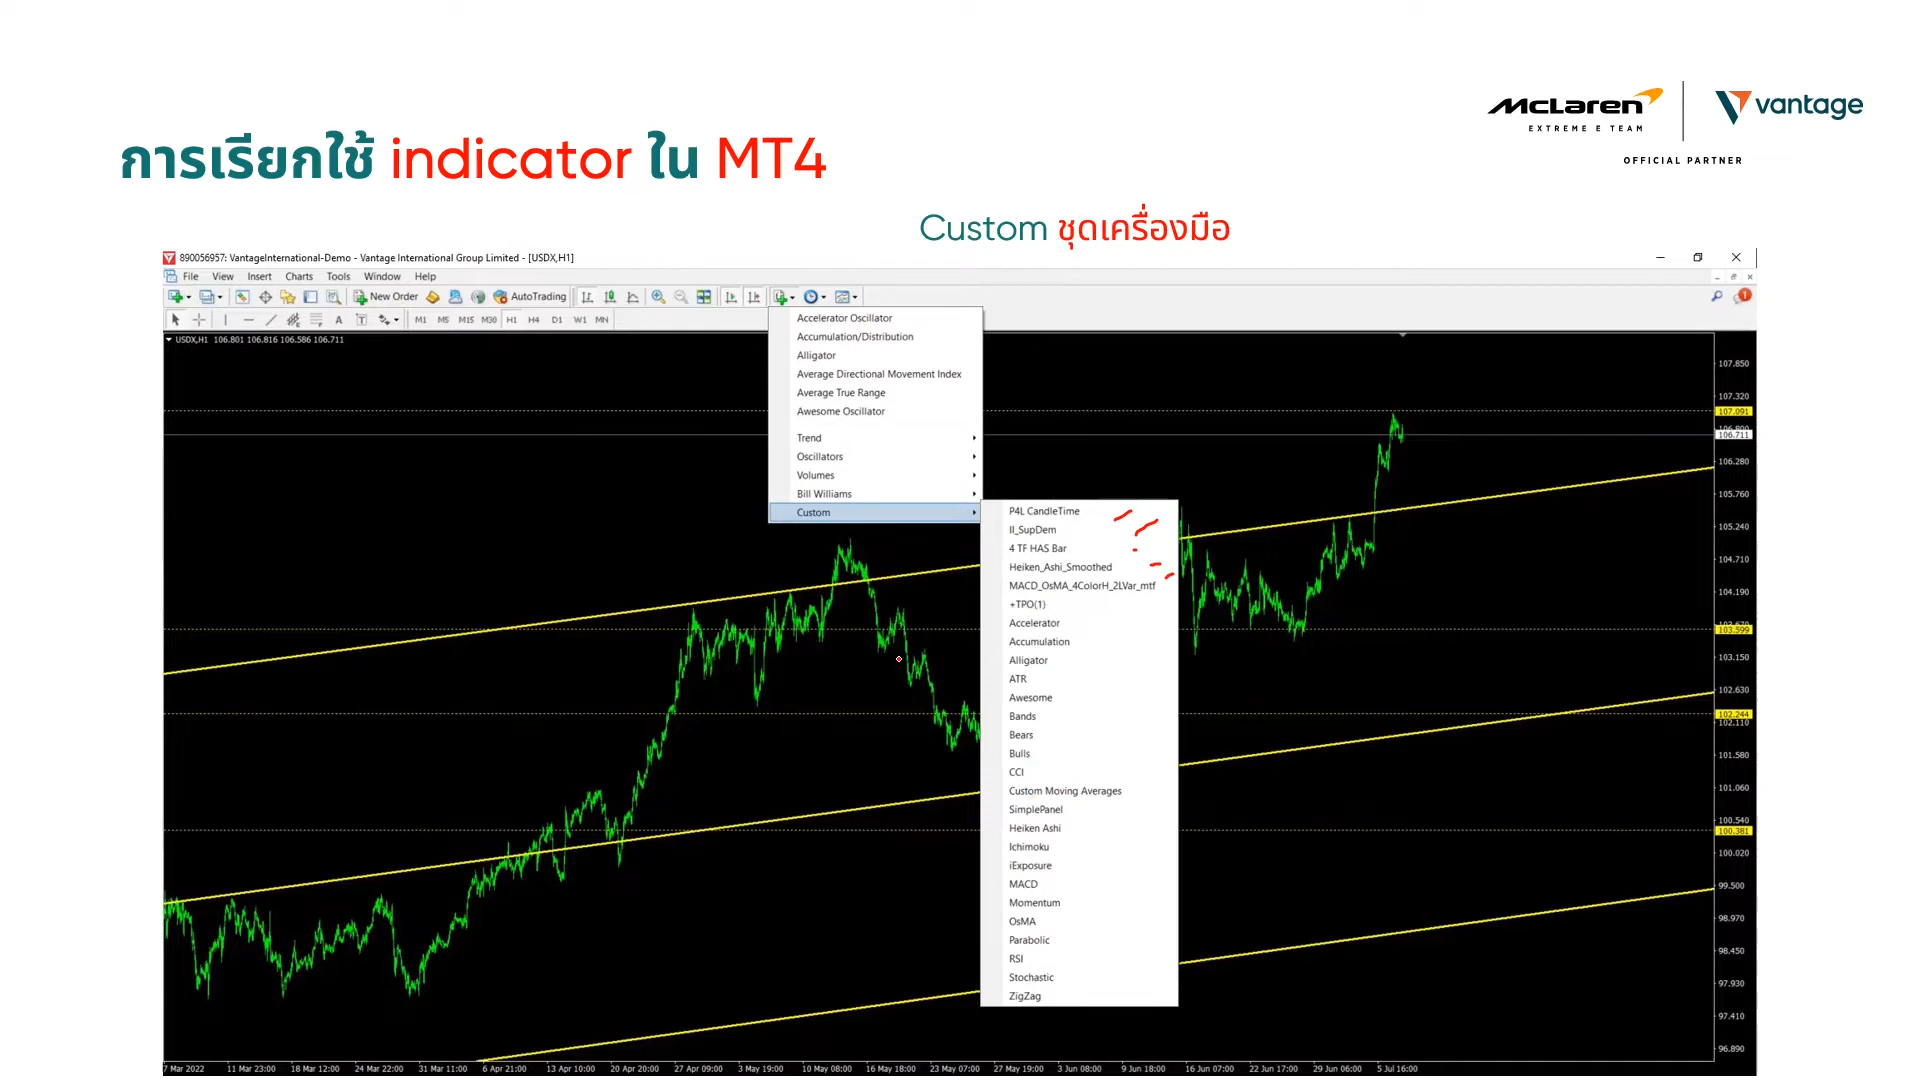 McLaren
EXTREME E TEAM
vantage
OFFICIAL PARTNER
การเรียกใช้ indicator ใน MT4
Custom ชุดเครื่องมือ
890056957: VantageInternational-Demo - Vantage International Group Limited - [USDX,H1]
File View Insert Charts Tools Window Help
New Order AutoTrading 1
A T M1 M5 M15 M30 H1 H4 D1 W1 MN
USDX,H1 106.801 106.816 106.586 106.711
Accelerator Oscillator
Accumulation/Distribution
Alligator
Average Directional Movement Index
Average True Range
Awesome Oscillator
Trend
Oscillators
Volumes
Bill Williams
Custom
P4L CandleTime
II_SupDem
4 TF HAS Bar
Heiken_Ashi_Smoothed
MACD_OsMA_4ColorH_2LVar_mtf
+TPO(1)
Accelerator
Accumulation
Alligator
ATR
Awesome
Bands
Bears
Bulls
CCI
Custom Moving Averages
SimplePanel
Heiken Ashi
Ichimoku
iExposure
MACD
Momentum
OsMA
Parabolic
RSI
Stochastic
ZigZag
107.850
107.320
107.091
106.711
106.280
105.760
105.240
104.710
104.190
103.599
103.150
102.630
102.244
102.110
101.580
101.060
100.540
100.381
100.020
99.500
98.970
98.450
97.930
97.410
96.890
7 Mar 2022 11 Mar 23:00 18 Mar 12:00 24 Mar 22:00 31 Mar 11:00 6 Apr 21:00 13 Apr 10:00 20 Apr 20:00 27 Apr 09:00 3 May 19:00 10 May 08:00 16 May 18:00 23 May 07:00 27 May 19:00 3 Jun 08:00 9 Jun 18:00 16 Jun 07:00 22 Jun 17:00 29 Jun 06:00 5 Jul 16:00